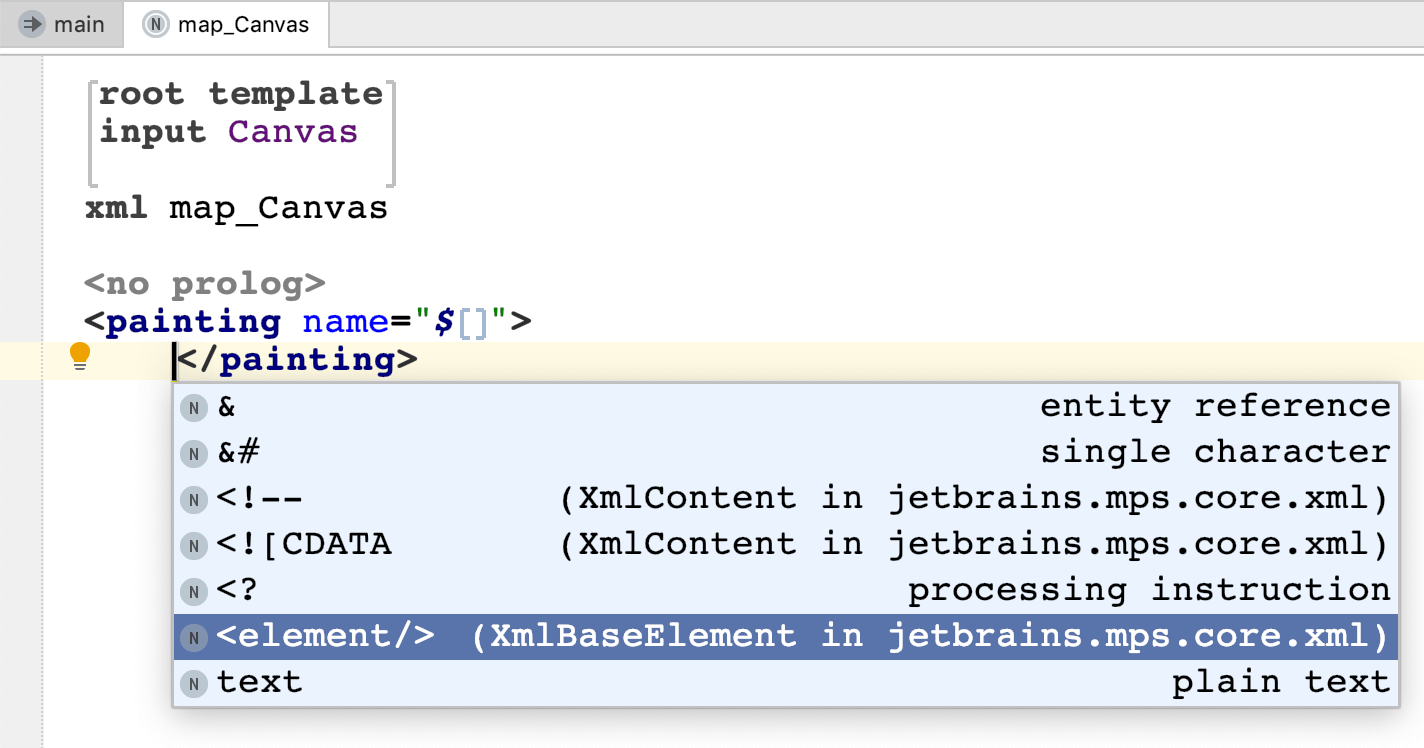 main map_Canvas
root template
input Canvas
xml map_Canvas
<no prolog>
<painting name="$[]">
</painting>
N & entity reference
N &# single character
N <!-- (XmlContent in jetbrains.mps.core.xml)
N <![CDATA (XmlContent in jetbrains.mps.core.xml)
N <? processing instruction
N <element/> (XmlBaseElement in jetbrains.mps.core.xml)
N text plain text